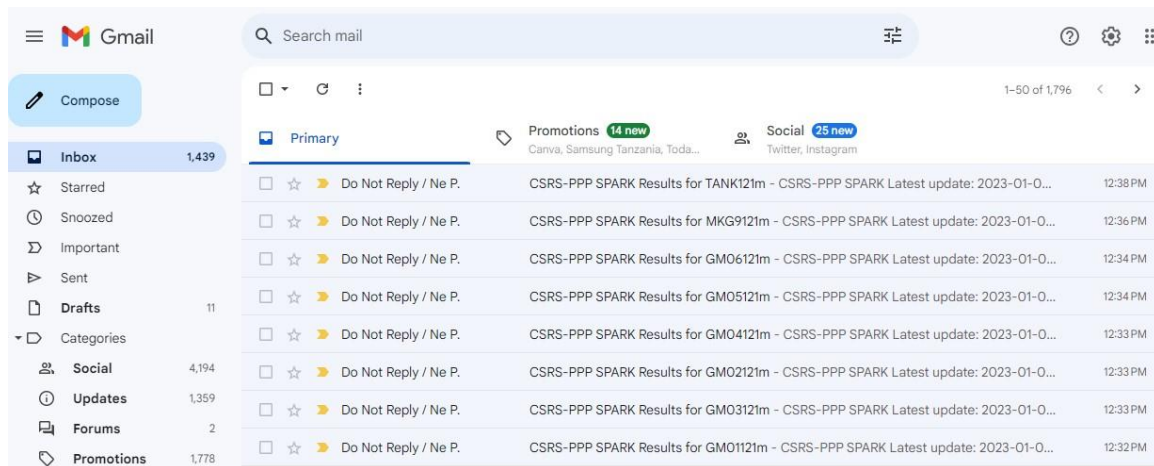 Gmail
Search mail
Compose
1–50 of 1,796
Primary
Promotions 14 new
Canva, Samsung Tanzania, Toda...
Social 25 new
Twitter, Instagram
Inbox 1,439
Starred
Snoozed
Important
Sent
Drafts 11
Categories
Social 4,194
Updates 1,359
Forums 2
Promotions 1,778
Do Not Reply / Ne P. CSRS-PPP SPARK Results for TANK121m - CSRS-PPP SPARK Latest update: 2023-01-0... 12:38 PM
Do Not Reply / Ne P. CSRS-PPP SPARK Results for MKG9121m - CSRS-PPP SPARK Latest update: 2023-01-0... 12:36 PM
Do Not Reply / Ne P. CSRS-PPP SPARK Results for GM06121m - CSRS-PPP SPARK Latest update: 2023-01-0... 12:34 PM
Do Not Reply / Ne P. CSRS-PPP SPARK Results for GM05121m - CSRS-PPP SPARK Latest update: 2023-01-0... 12:34 PM
Do Not Reply / Ne P. CSRS-PPP SPARK Results for GM04121m - CSRS-PPP SPARK Latest update: 2023-01-0... 12:33 PM
Do Not Reply / Ne P. CSRS-PPP SPARK Results for GM02121m - CSRS-PPP SPARK Latest update: 2023-01-0... 12:33 PM
Do Not Reply / Ne P. CSRS-PPP SPARK Results for GM03121m - CSRS-PPP SPARK Latest update: 2023-01-0... 12:33 PM
Do Not Reply / Ne P. CSRS-PPP SPARK Results for GM01121m - CSRS-PPP SPARK Latest update: 2023-01-0... 12:32 PM